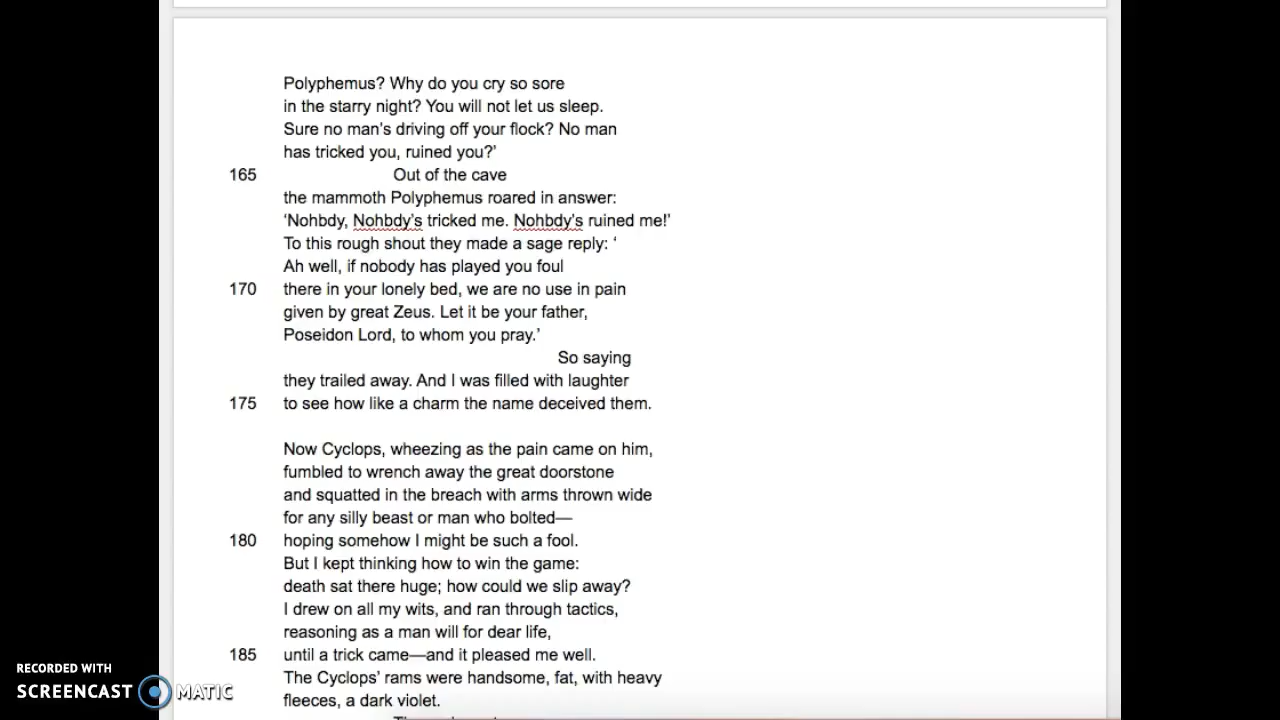 Polyphemus? Why do you cry so sore
in the starry night? You will not let us sleep.
Sure no man's driving off your flock? No man
has tricked you, ruined you?'
165 Out of the cave
the mammoth Polyphemus roared in answer:
'Nohbdy, Nohbdy's tricked me. Nohbdy's ruined me!'
To this rough shout they made a sage reply: '
Ah well, if nobody has played you foul
170 there in your lonely bed, we are no use in pain
given by great Zeus. Let it be your father,
Poseidon Lord, to whom you pray.'
So saying
they trailed away. And I was filled with laughter
175 to see how like a charm the name deceived them.
Now Cyclops, wheezing as the pain came on him,
fumbled to wrench away the great doorstone
and squatted in the breach with arms thrown wide
for any silly beast or man who bolted—
180 hoping somehow I might be such a fool.
But I kept thinking how to win the game:
death sat there huge; how could we slip away?
I drew on all my wits, and ran through tactics,
reasoning as a man will for dear life,
185 until a trick came—and it pleased me well.
The Cyclops' rams were handsome, fat, with heavy
fleeces, a dark violet.
RECORDED WITH
SCREENCAST MATIC